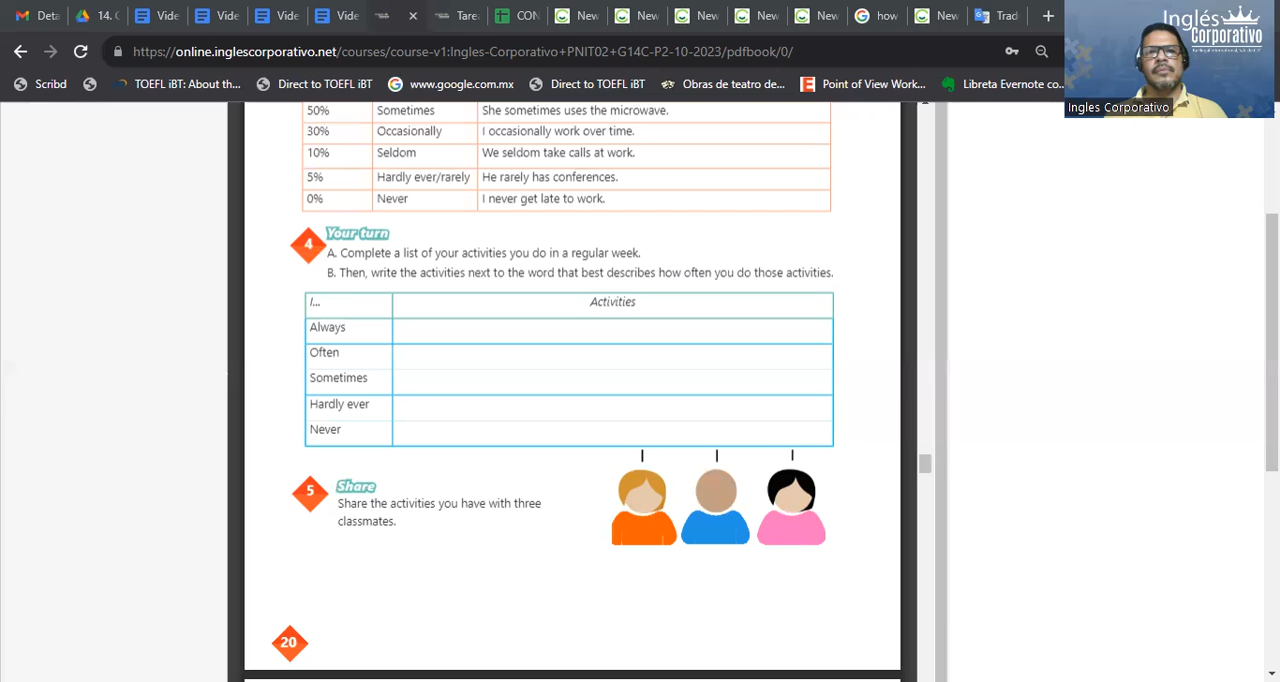 Deta
14. C
Vide
Vide
Vide
Vide
Tare
CON
New
New
New
New
New
how
New
Trad
https://online.inglescorporativo.net/courses/course-v1:Ingles-Corporativo+PNIT02+G14C-P2-10-2023/pdfbook/0/
Scribd
TOEFL iBT: About th...
Direct to TOEFL iBT
www.google.com.mx
Direct to TOEFL iBT
Obras de teatro de...
Point of View Work...
Libreta Evernote co...
Inglés
Corporativo
Ingles Corporativo
50% Sometimes She sometimes uses the microwave.
30% Occasionally I occasionally work over time.
10% Seldom We seldom take calls at work.
5% Hardly ever/rarely He rarely has conferences.
0% Never I never get late to work.
4 Your turn
A. Complete a list of your activities you do in a regular week.
B. Then, write the activities next to the word that best describes how often you do those activities.
I... Activities
Always
Often
Sometimes
Hardly ever
Never
5 Share
Share the activities you have with three
classmates.
20